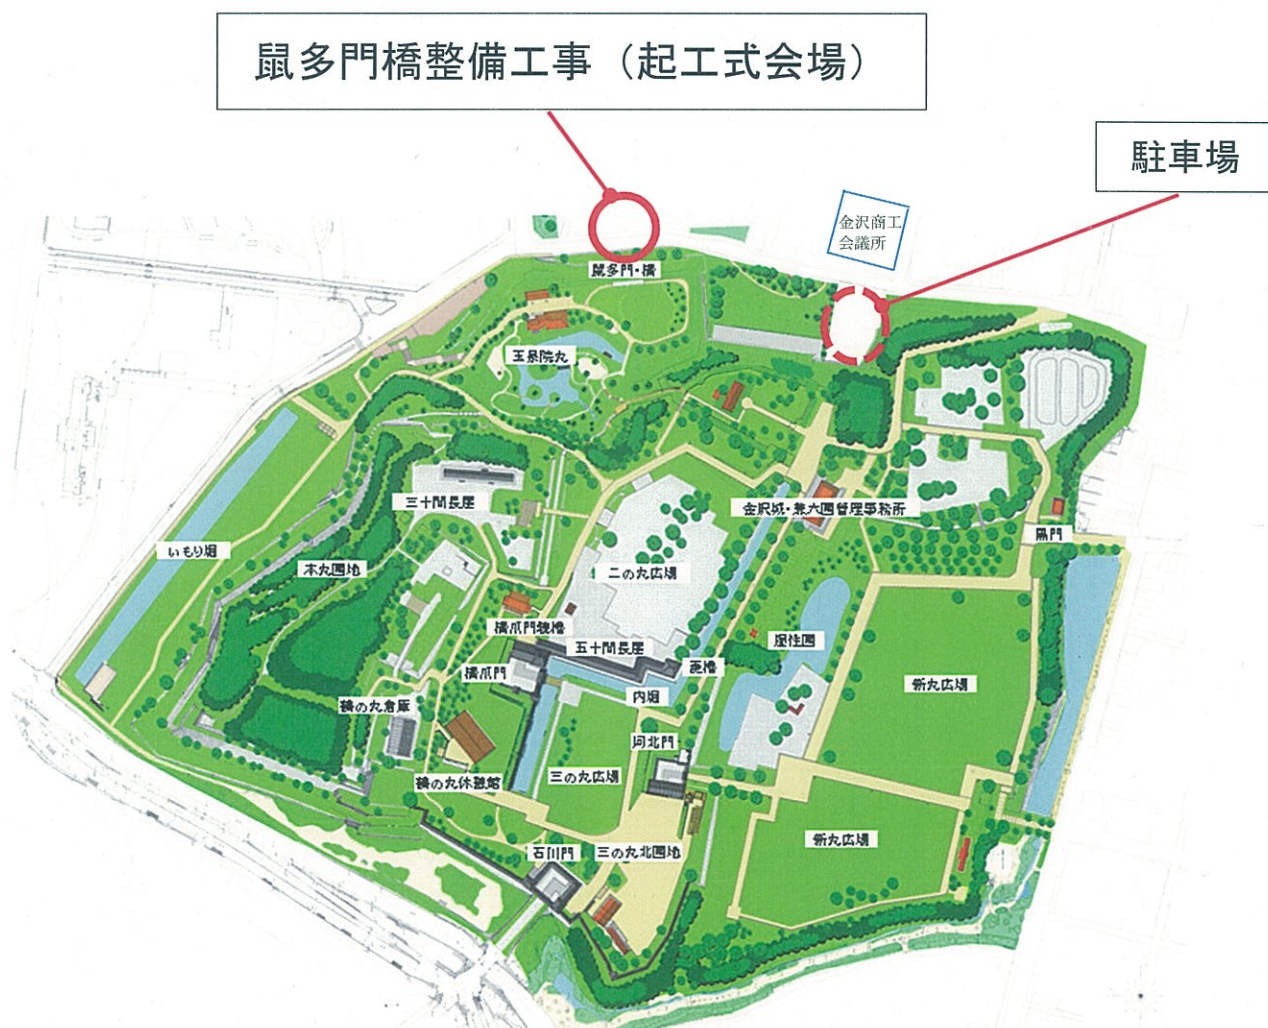 鼠多門橋整備工事（起工式会場）
駐車場
金沢商工
会議所
鼠多門・橋
玉泉院丸
三十間長屋
金沢城・兼六園管理事務所
黒門
いもり堀
本丸園地
二の丸広場
橋爪門続櫓
五十間長屋
菱櫓
湿性園
橋爪門
内堀
新丸広場
鶴の丸倉庫
河北門
鶴の丸休憩館
三の丸広場
新丸広場
石川門
三の丸北園地